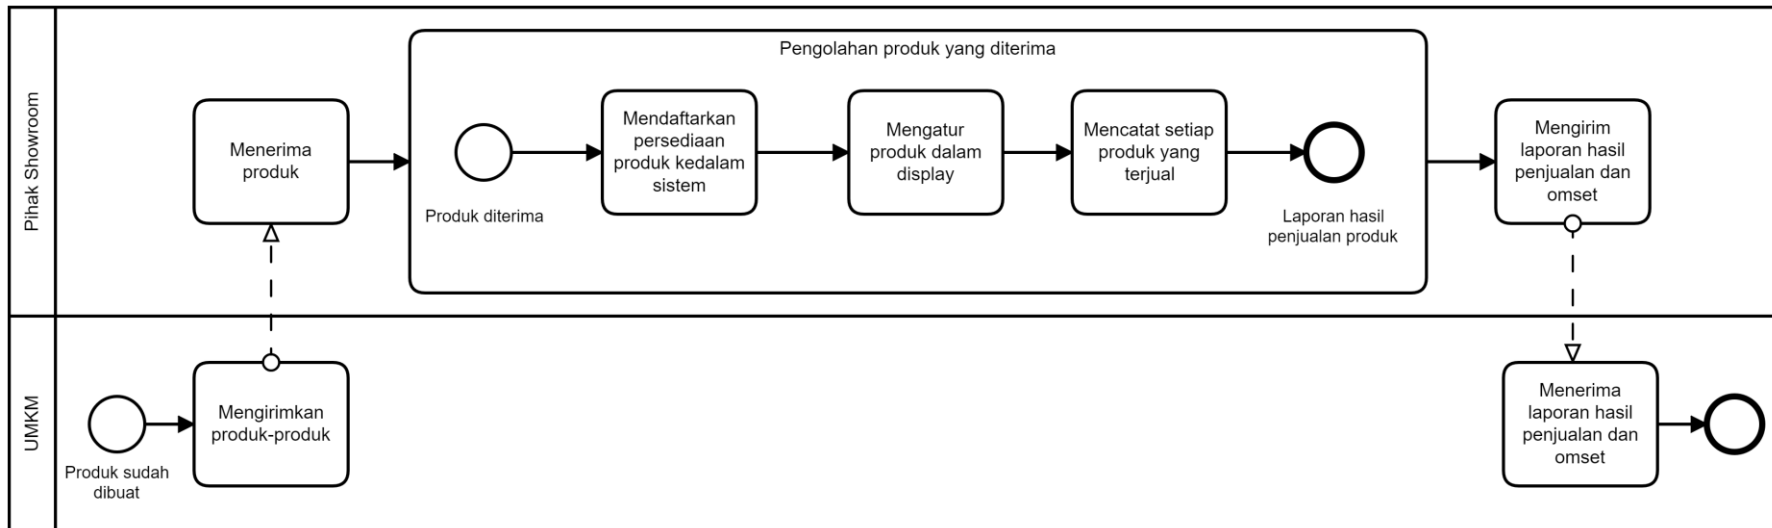 Pihak Showroom
Menerima
produk
Pengolahan produk yang diterima
Produk diterima
Mendaftarkan
persediaan
produk kedalam
sistem
Mengatur
produk dalam
display
Mencatat setiap
produk yang
terjual
Laporan hasil
penjualan produk
Mengirim
laporan hasil
penjualan dan
omset
UMKM
Produk sudah
dibuat
Mengirimkan
produk-produk
Menerima
laporan hasil
penjualan dan
omset